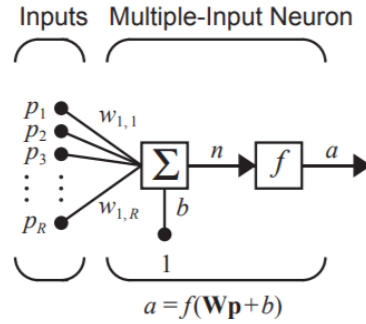 Inputs Multiple-Input Neuron
p1 w1,1
p2
p3 Σ n f a
pR w1,R b
1
a = f(Wp + b)